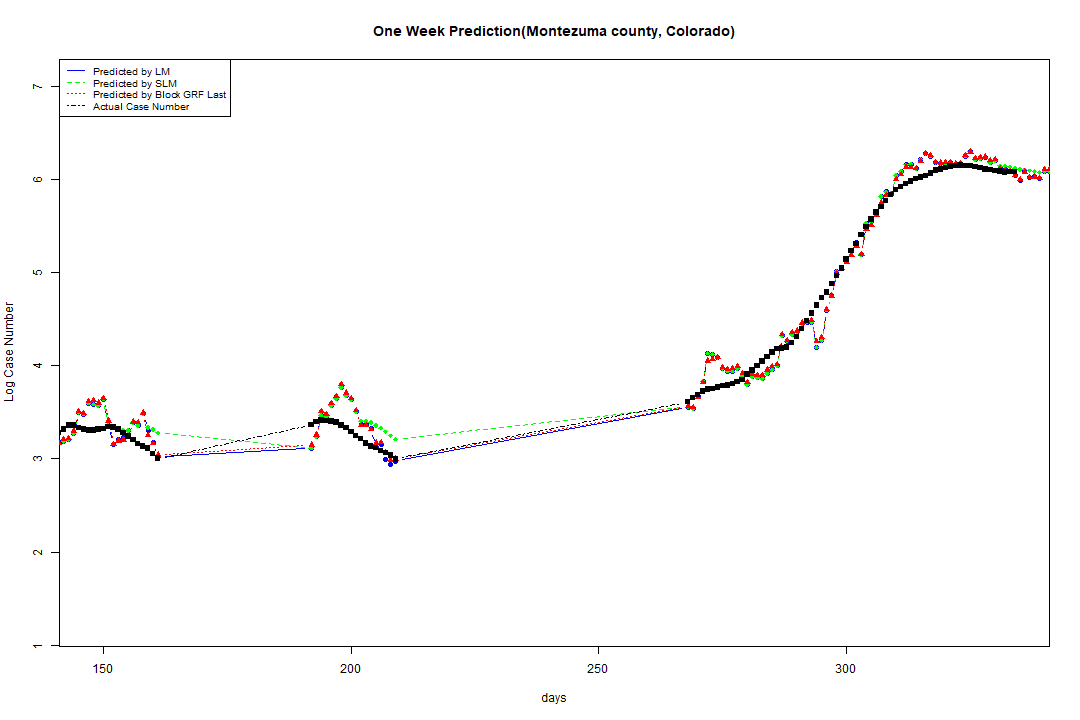 One Week Prediction(Montezuma county, Colorado)
Predicted by LM
Predicted by SLM
Predicted by Block GRF Last
Actual Case Number
7
6
5
4
3
2
1
Log Case Number
150 200 250 300
days